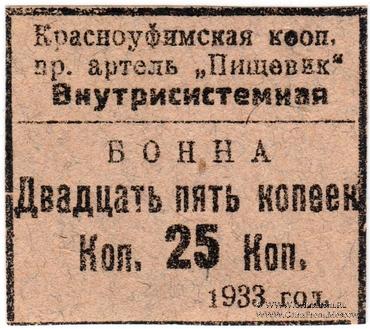 Красноуфимская кооп.
пр. артель „Пищевик"
Внутрисистемная
БОННА
Двадцать пять копеек
Коп. 25 Коп.
1933 год.